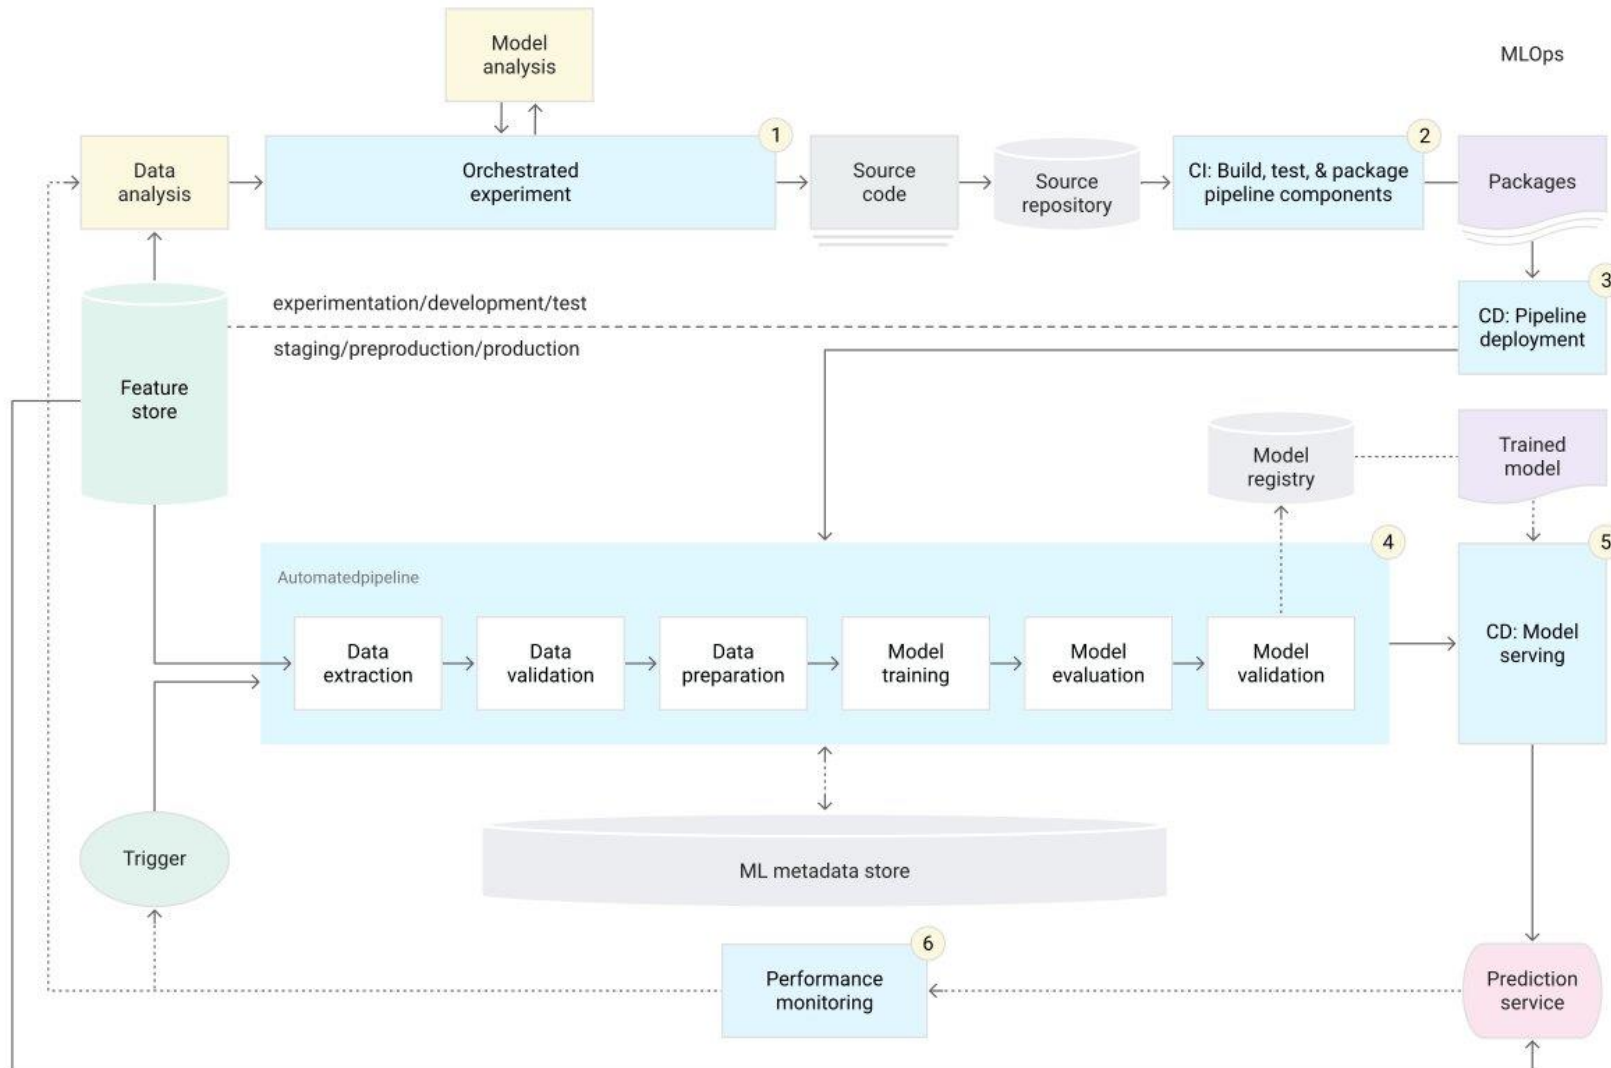 Model
analysis
MLOps
1
2
Data
analysis
Orchestrated
experiment
Source
code
Source
repository
CI: Build, test, & package
pipeline components
Packages
3
experimentation/development/test
CD: Pipeline
deployment
staging/preproduction/production
Feature
store
Model
registry
Trained
model
4
5
Automatedpipeline
Data
extraction
Data
validation
Data
preparation
Model
training
Model
evaluation
Model
validation
CD: Model
serving
Trigger
ML metadata store
6
Performance
monitoring
Prediction
service